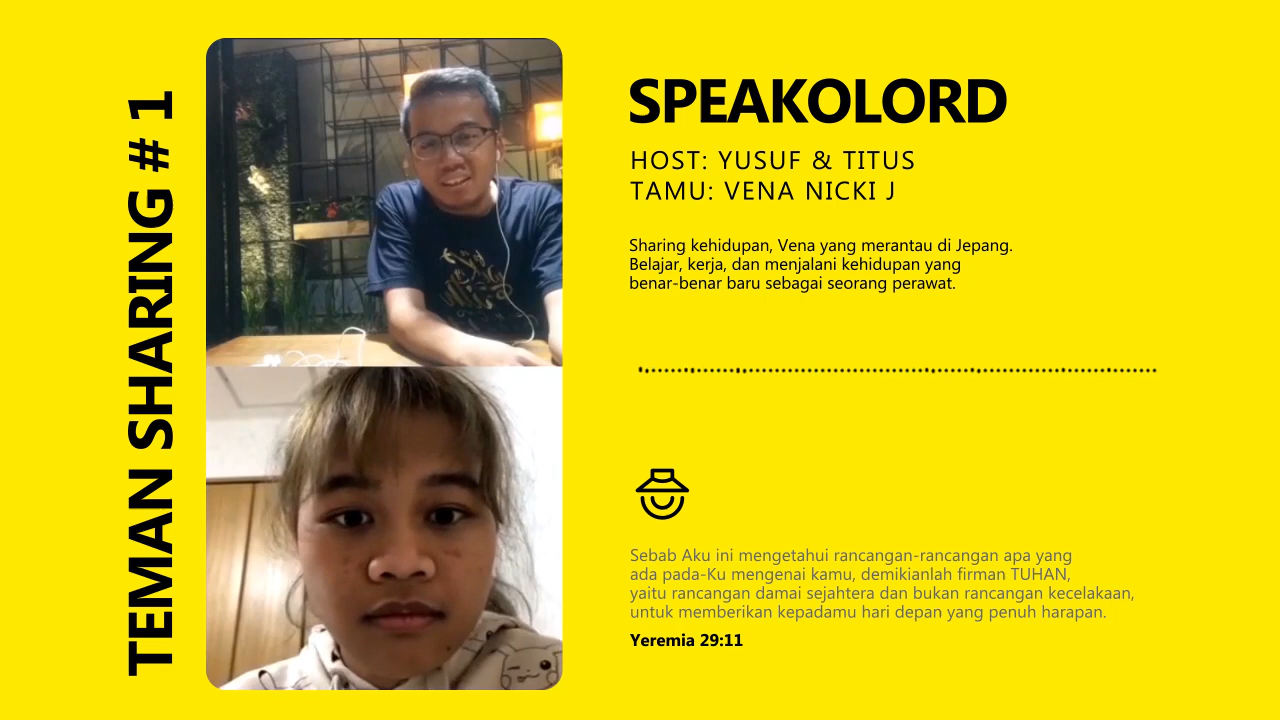 TEMAN SHARING # 1
SPEAKOLORD
HOST: YUSUF & TITUS
TAMU: VENA NICKI J
Sharing kehidupan, Vena yang merantau di Jepang.
Belajar, kerja, dan menjalani kehidupan yang
benar-benar baru sebagai seorang perawat.
Sebab Aku ini mengetahui rancangan-rancangan apa yang
ada pada-Ku mengenai kamu, demikianlah firman TUHAN,
yaitu rancangan damai sejahtera dan bukan rancangan kecelakaan,
untuk memberikan kepadamu hari depan yang penuh harapan.
Yeremia 29:11